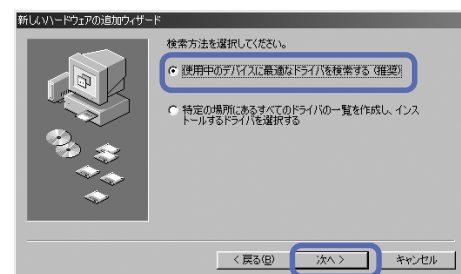 新しいハードウェアの追加ウィザード
検索方法を選択してください。
使用中のデバイスに最適なドライバを検索する (推奨)
特定の場所にあるすべてのドライバの一覧を作成し、インス
トールするドライバを選択する
< 戻る(B)
次へ >
キャンセル